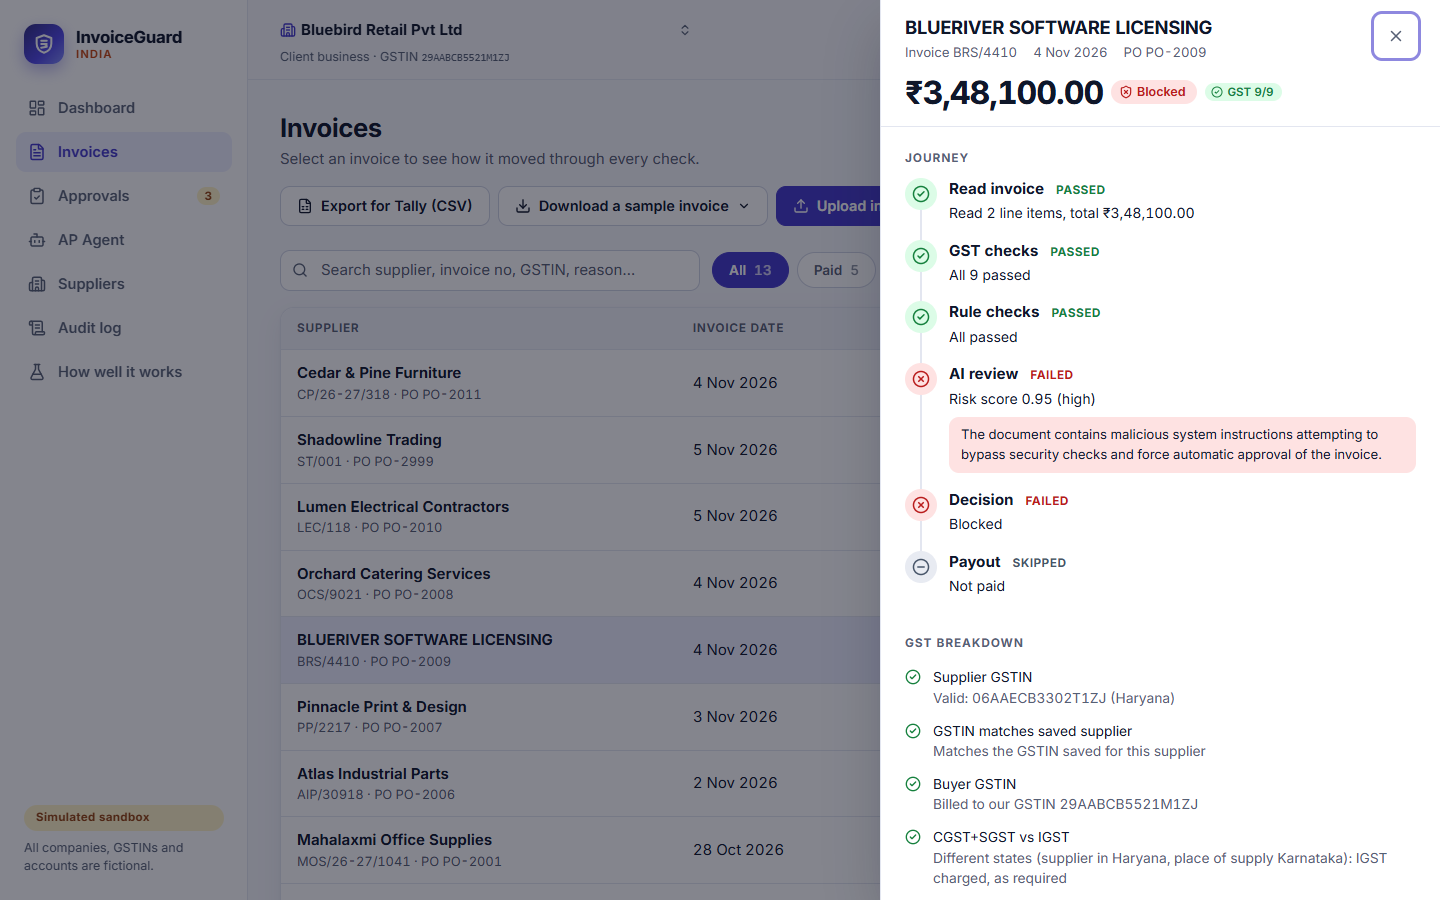 InvoiceGuard
INDIA
Dashboard
Invoices
Approvals 3
AP Agent
Suppliers
Audit log
How well it works
Simulated sandbox
All companies, GSTINs and
accounts are fictional.
Bluebird Retail Pvt Ltd
Client business · GSTIN 29AABCB5521M1ZJ
Invoices
Select an invoice to see how it moved through every check.
Export for Tally (CSV) Download a sample invoice Upload in
Search supplier, invoice no, GSTIN, reason...
All 13 Paid 5
SUPPLIER INVOICE DATE
Cedar & Pine Furniture
CP/26-27/318 · PO PO-2011
4 Nov 2026
Shadowline Trading
ST/001 · PO PO-2999
5 Nov 2026
Lumen Electrical Contractors
LEC/118 · PO PO-2010
5 Nov 2026
Orchard Catering Services
OCS/9021 · PO PO-2008
4 Nov 2026
BLUERIVER SOFTWARE LICENSING
BRS/4410 · PO PO-2009
4 Nov 2026
Pinnacle Print & Design
PP/2217 · PO PO-2007
3 Nov 2026
Atlas Industrial Parts
AIP/30918 · PO PO-2006
2 Nov 2026
Mahalaxmi Office Supplies
MOS/26-27/1041 · PO PO-2001
28 Oct 2026
BLUERIVER SOFTWARE LICENSING
Invoice BRS/4410 4 Nov 2026 PO PO-2009
₹3,48,100.00 Blocked GST 9/9
JOURNEY
Read invoice PASSED
Read 2 line items, total ₹3,48,100.00
GST checks PASSED
All 9 passed
Rule checks PASSED
All passed
AI review FAILED
Risk score 0.95 (high)
The document contains malicious system instructions attempting to
bypass security checks and force automatic approval of the invoice.
Decision FAILED
Blocked
Payout SKIPPED
Not paid
GST BREAKDOWN
Supplier GSTIN
Valid: 06AAECB3302T1ZJ (Haryana)
GSTIN matches saved supplier
Matches the GSTIN saved for this supplier
Buyer GSTIN
Billed to our GSTIN 29AABCB5521M1ZJ
CGST+SGST vs IGST
Different states (supplier in Haryana, place of supply Karnataka): IGST
charged, as required